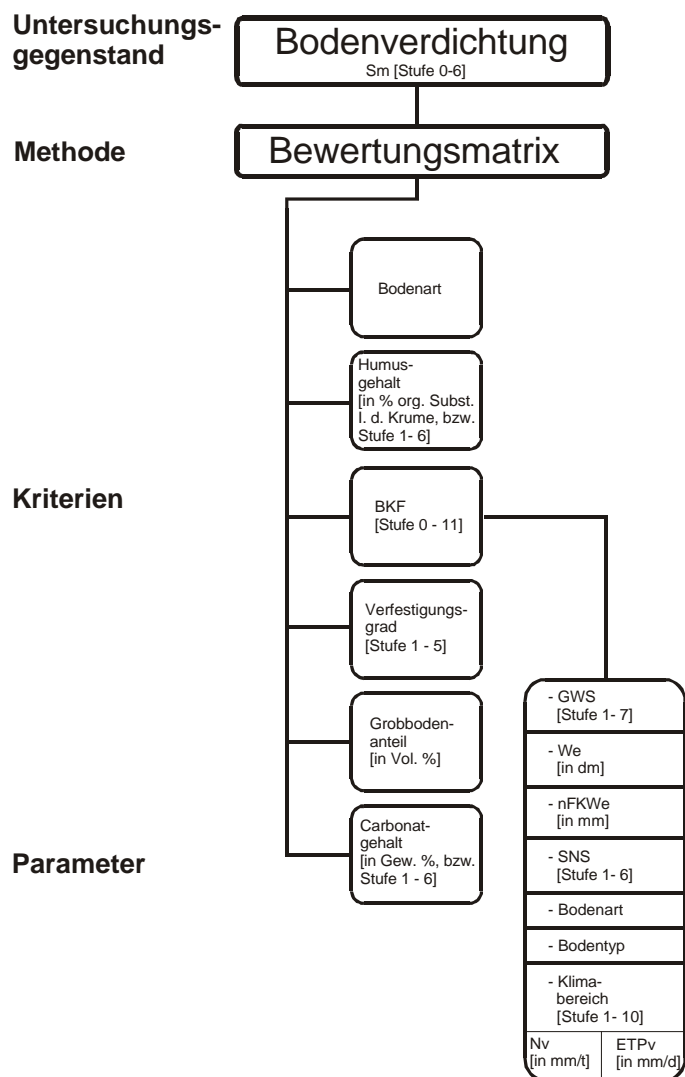 Untersuchungs-
gegenstand
Bodenverdichtung
Sm [Stufe 0-6]
Methode
Bewertungsmatrix
Bodenart
Humus-
gehalt
[in % org. Subst.
I. d. Krume, bzw.
Stufe 1- 6]
Kriterien
BKF
[Stufe 0 - 11]
Verfestigungs-
grad
[Stufe 1 - 5]
Grobboden-
anteil
[in Vol. %]
Parameter
Carbonat-
gehalt
[in Gew. %, bzw.
Stufe 1 - 6]
- GWS
[Stufe 1- 7]
- We
[in dm]
- nFKWe
[in mm]
- SNS
[Stufe 1- 6]
- Bodenart
- Bodentyp
- Klima-
bereich
[Stufe 1- 10]
Nv
[in mm/t]
ETPv
[in mm/d]